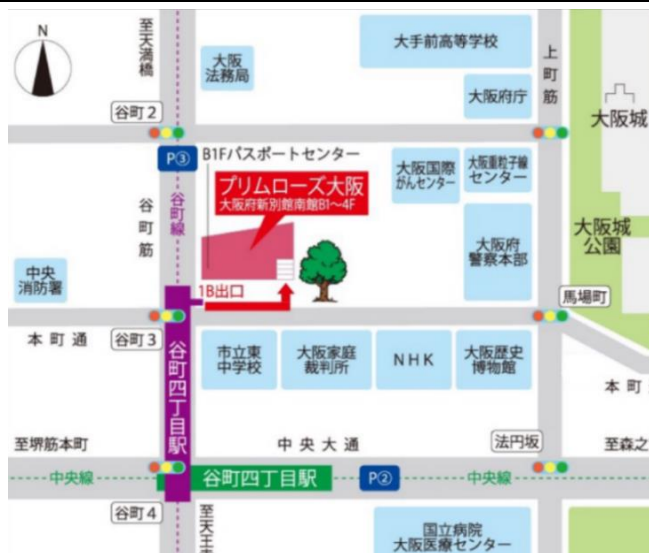 N
至天満橋
大阪
法務局
大手前高等学校
上町筋
大阪府庁
大阪城
谷町2
P③
B1Fパスポートセンター
プリムローズ大阪
大阪府新別館南館B1～4F
大阪国際
がんセンター
大阪重粒子線
センター
谷町筋
谷町線
大阪府
警察本部
大阪城
公園
中央
消防署
1B出口
馬場町
本町通
谷町3
谷町四丁目駅
市立東
中学校
大阪家庭
裁判所
NHK
大阪歴史
博物館
本町
至堺筋本町
中央大通
法円坂
至森之
中央線
谷町四丁目駅
P②
中央線
谷町4
至天王
国立病院
大阪医療センター